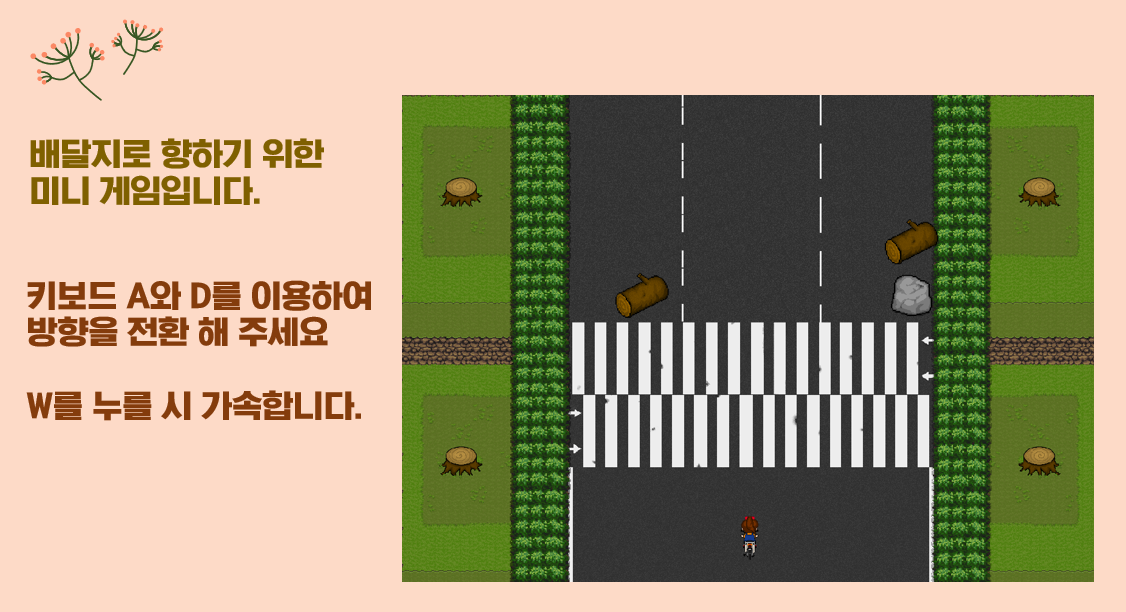 배달지로 향하기 위한
미니 게임입니다.
키보드 A와 D를 이용하여
방향을 전환 해 주세요
W를 누를 시 가속합니다.